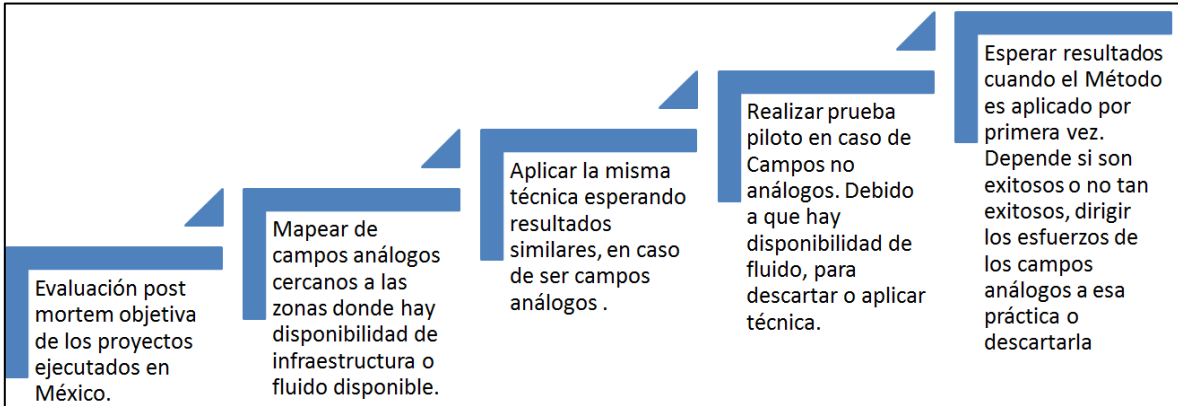 Evaluación post
mortem objetiva
de los proyectos
ejecutados en
México.
Mapear de
campos análogos
cercanos a las
zonas donde hay
disponibilidad de
infraestructura o
fluido disponible.
Aplicar la misma
técnica esperando
resultados
similares, en caso
de ser campos
análogos .
Realizar prueba
piloto en caso de
Campos no
análogos. Debido
a que hay
disponibilidad de
fluido, para
descartar o aplicar
técnica.
Esperar resultados
cuando el Método
es aplicado por
primera vez.
Depende si son
exitosos o no tan
exitosos, dirigir
los esfuerzos de
los campos
análogos a esa
práctica o
descartarla